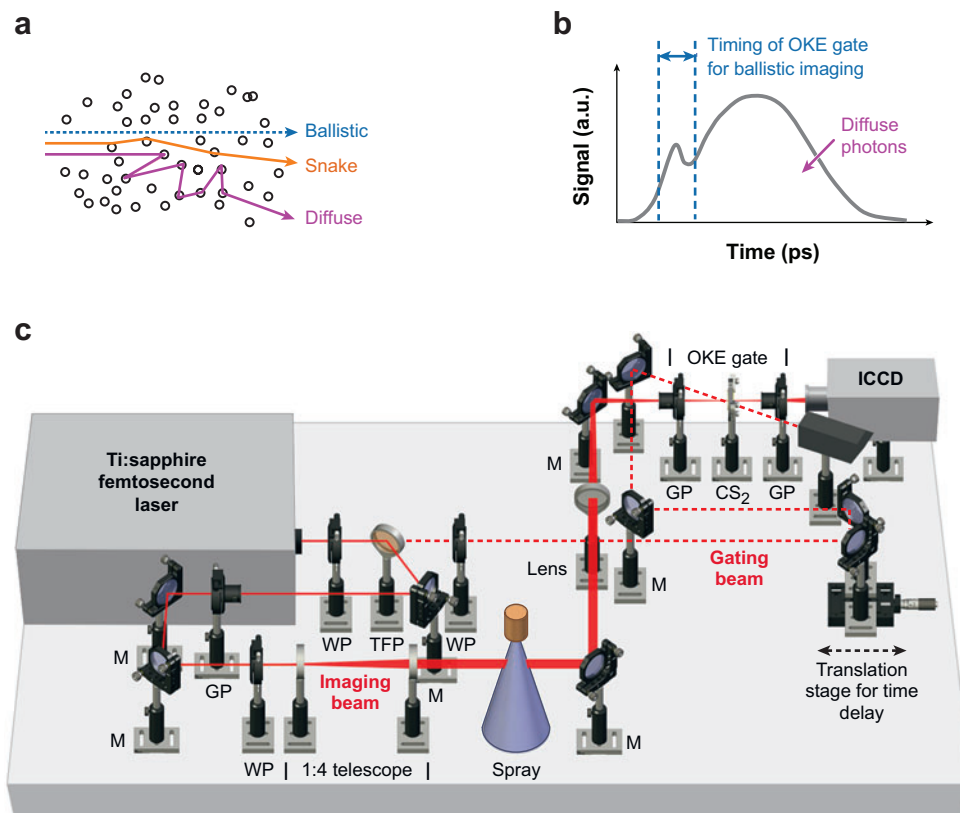 a
Ballistic
Snake
Diffuse
b
Timing of OKE gate
for ballistic imaging
Signal (a.u.)
Diffuse
photons
Time (ps)
c
OKE gate
ICCD
Ti:sapphire
femtosecond
laser
M
GP
CS2
GP
Lens
Gating
beam
M
WP
TFP
WP
M
GP
Imaging
beam
M
M
M
Translation
stage for time
delay
WP
1:4 telescope
Spray